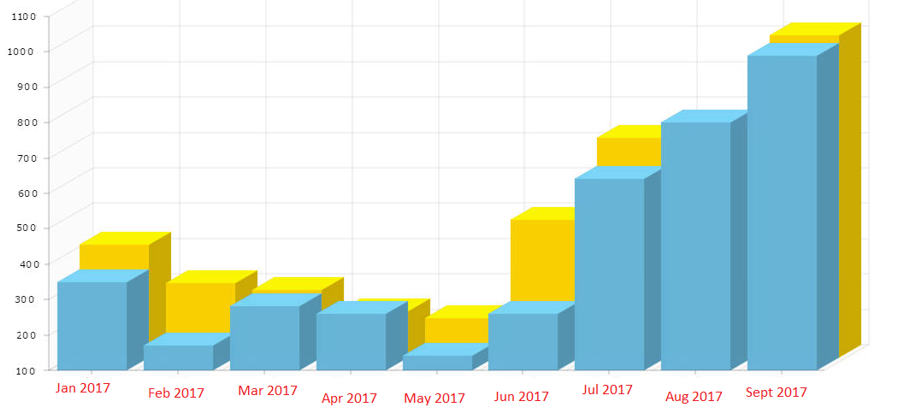 1100
1000
900
800
700
600
500
400
300
200
100
Jan 2017
Feb 2017
Mar 2017
Apr 2017
May 2017
Jun 2017
Jul 2017
Aug 2017
Sept 2017